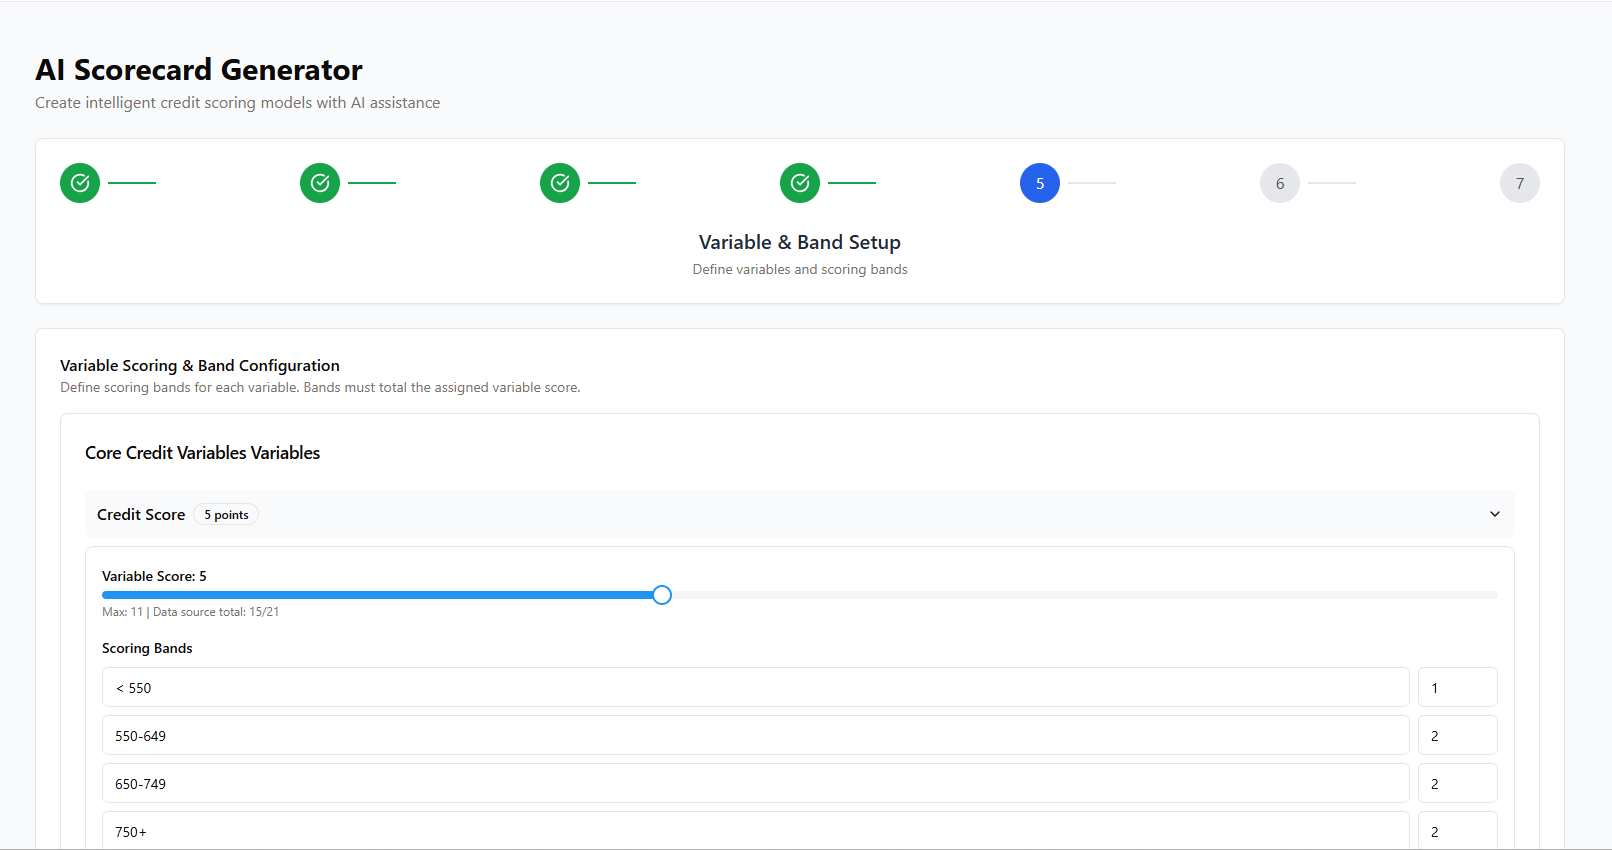 AI Scorecard Generator
Create intelligent credit scoring models with AI assistance
5
6
7
Variable & Band Setup
Define variables and scoring bands
Variable Scoring & Band Configuration
Define scoring bands for each variable. Bands must total the assigned variable score.
Core Credit Variables Variables
Credit Score 5 points
Variable Score: 5
Max: 11 | Data source total: 15/21
Scoring Bands
< 550 1
550-649 2
650-749 2
750+ 2